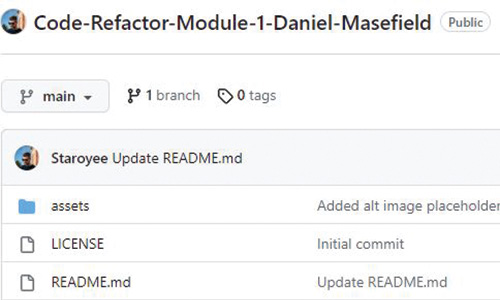 Code-Refactor-Module-1-Daniel-Masefield Public
main 1 branch 0 tags
Staroyee Update README.md
assets Added alt image placeholder
LICENSE Initial commit
README.md Update README.md